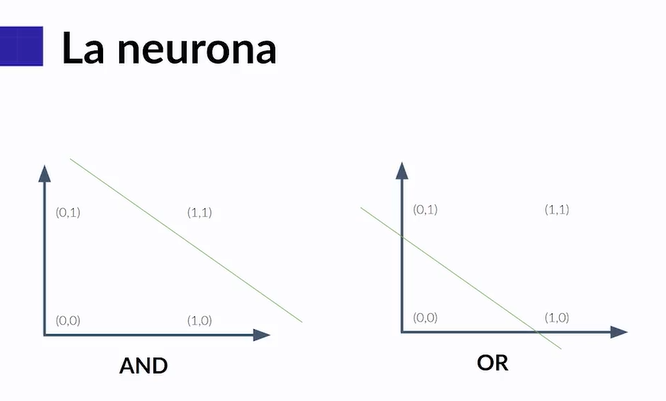 La neurona
(0,1) (1,1)
(0,0) (1,0)
AND
(0,1) (1,1)
(0,0) (1,0)
OR